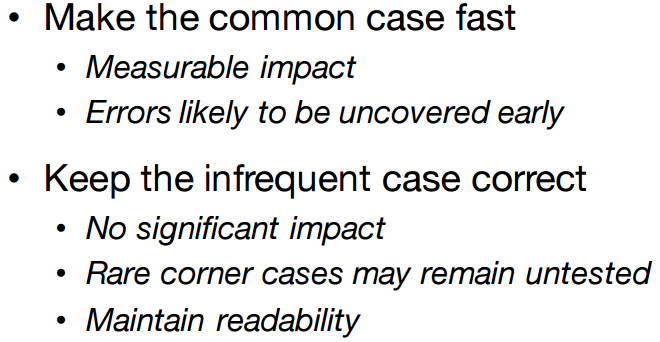 • Make the common case fast
• Measurable impact
• Errors likely to be uncovered early
• Keep the infrequent case correct
• No significant impact
• Rare corner cases may remain untested
• Maintain readability